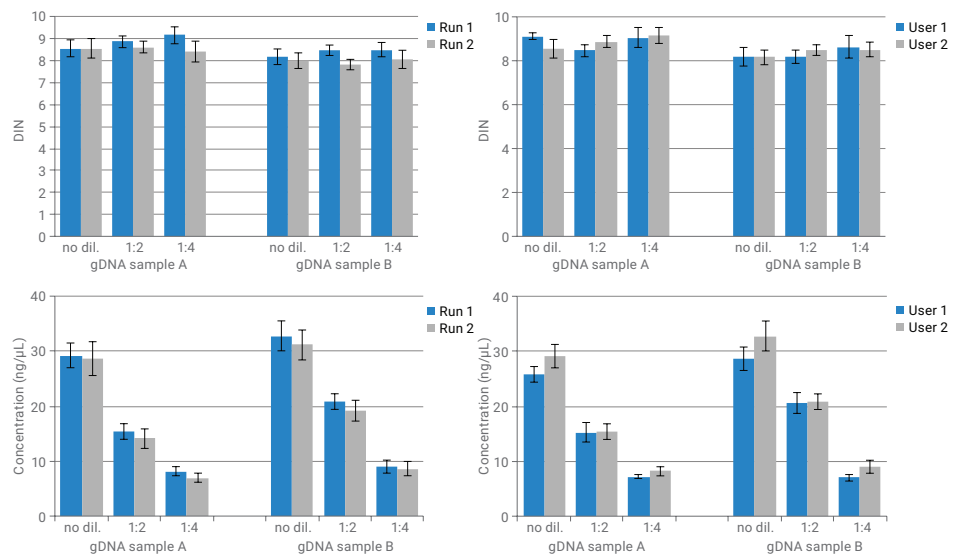 10
9
8
7
6
5
4
3
2
1
0
DIN
Run 1
Run 2
no dil. 1:2 1:4 no dil. 1:2 1:4
gDNA sample A gDNA sample B
10
9
8
7
6
5
4
3
2
1
0
DIN
User 1
User 2
no dil. 1:2 1:4 no dil. 1:2 1:4
gDNA sample A gDNA sample B
40
30
20
10
0
Concentration (ng/µL)
Run 1
Run 2
no dil. 1:2 1:4 no dil. 1:2 1:4
gDNA sample A gDNA sample B
40
30
20
10
0
Concentration (ng/µL)
User 1
User 2
no dil. 1:2 1:4 no dil. 1:2 1:4
gDNA sample A gDNA sample B